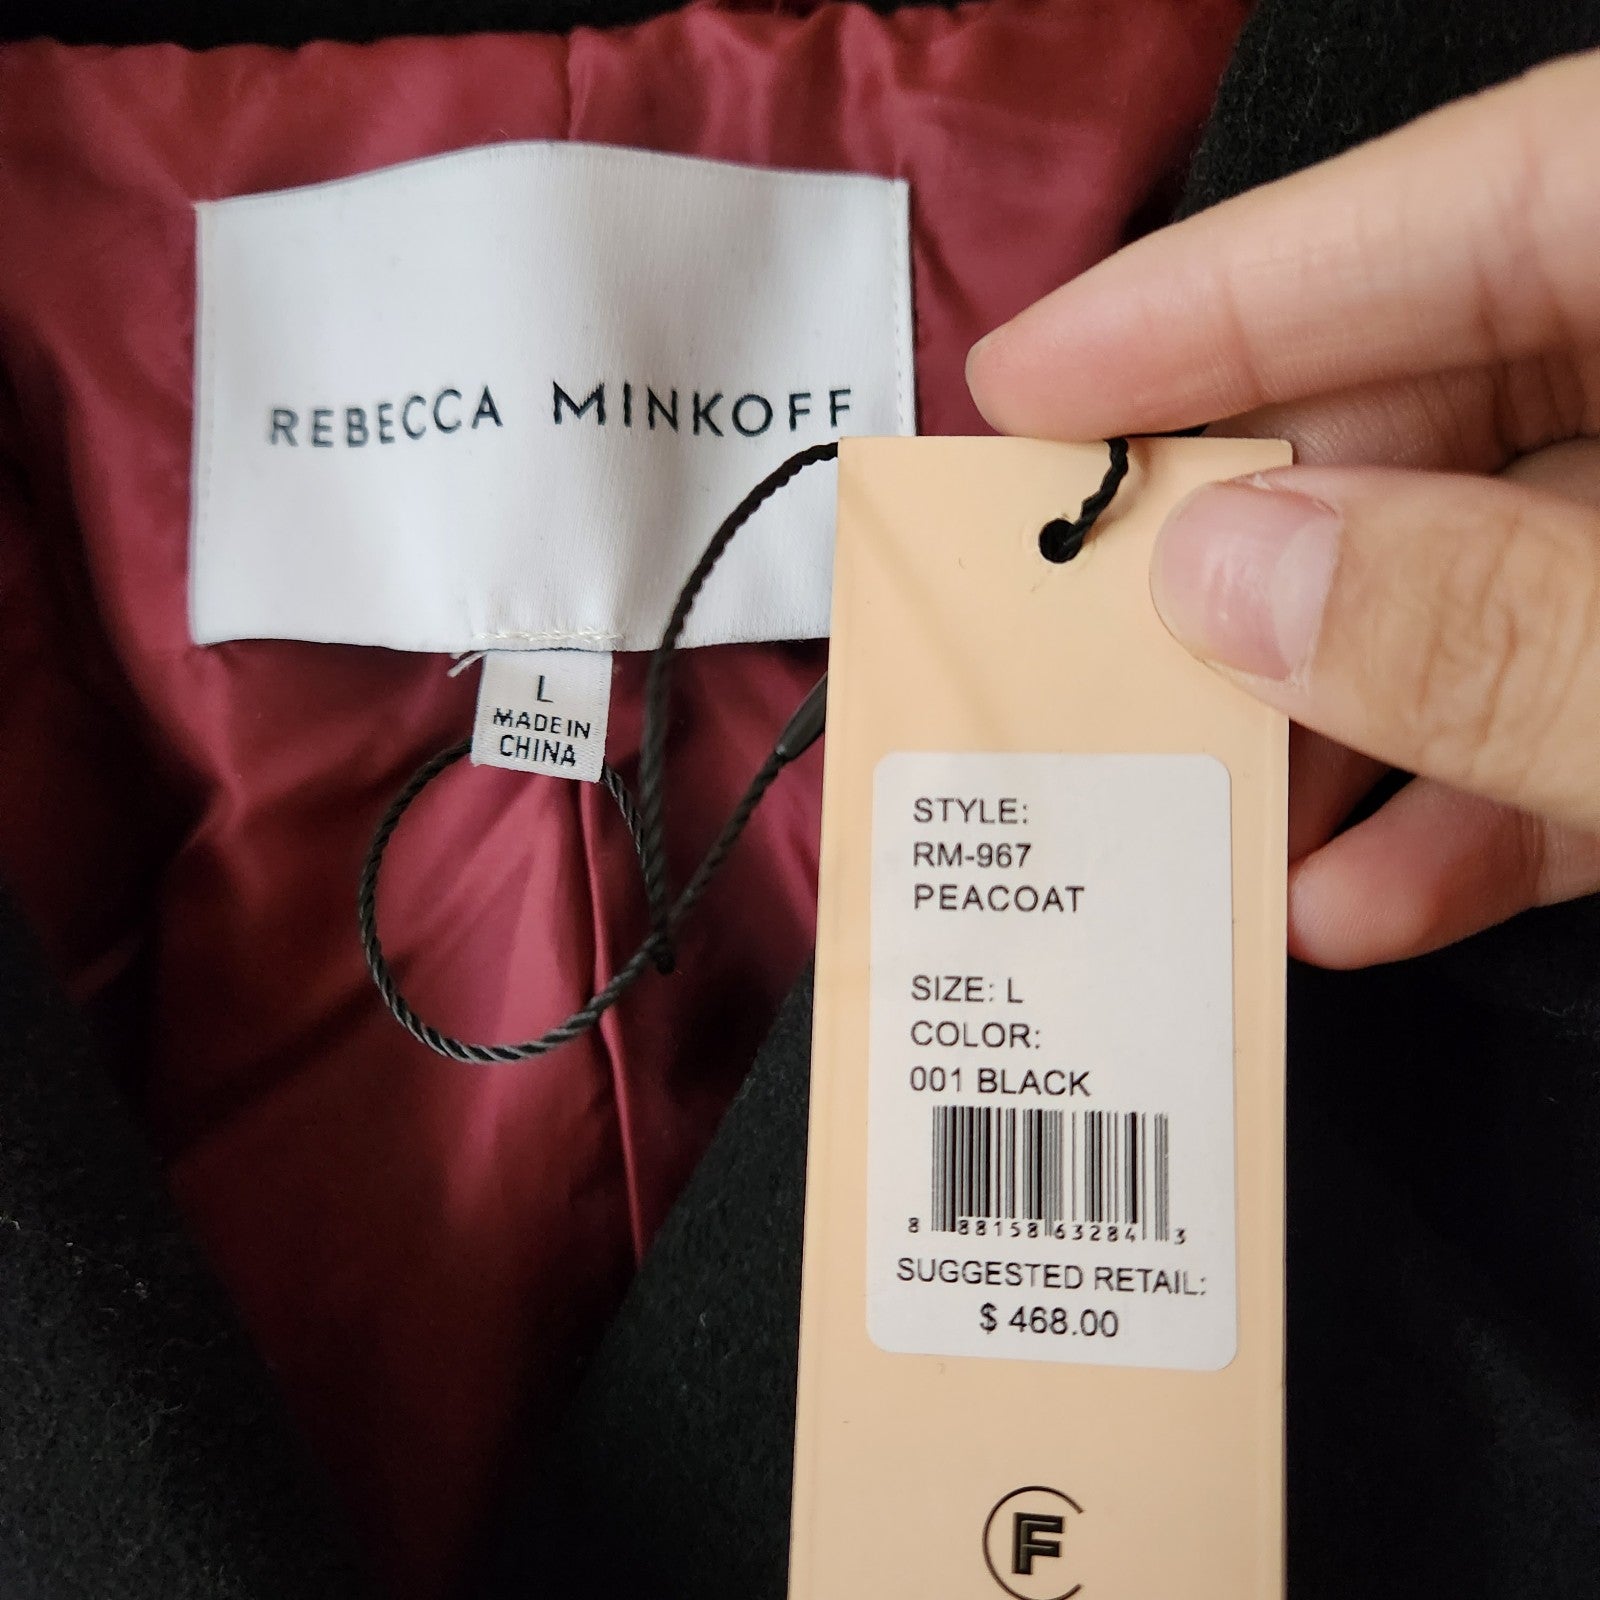 REBECCA MINKOFF
L
MADE IN
CHINA
STYLE:
RM-967
PEACOAT
SIZE: L
COLOR:
001 BLACK
8 88158 63284 3
SUGGESTED RETAIL:
$ 468.00
CF